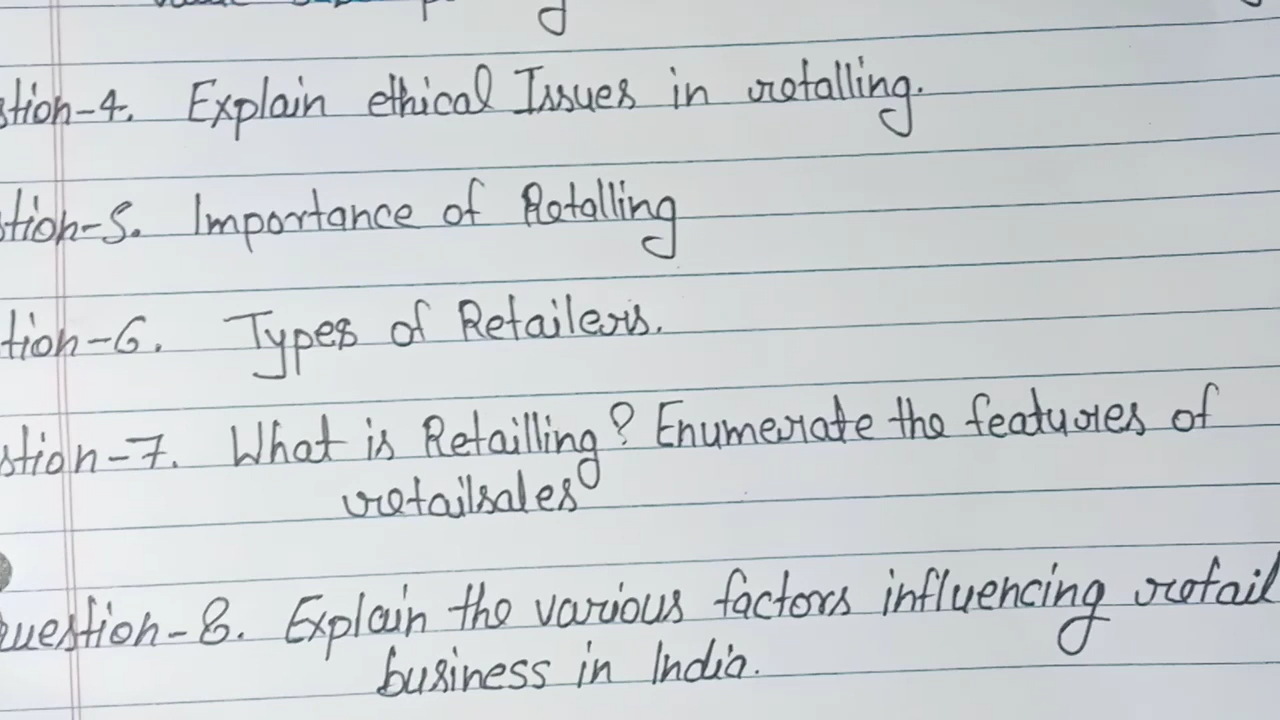 stion-4. Explain ethical Issues in retalling.
stion-5. Importance of Retalling
tion-6. Types of Retailers.
stion-7. What is Retailling? Enumerate the features of
retailsales
Question-8. Explain the various factors influencing retail
business in India.